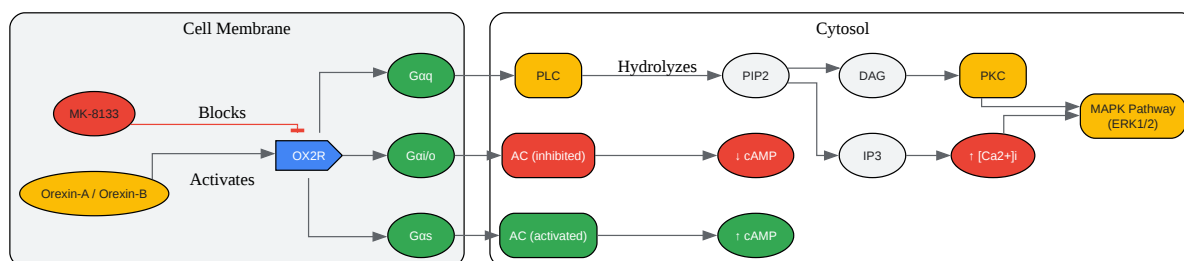 Cell Membrane
Cytosol
Gαq
PLC
Hydrolyzes
PIP2
DAG
PKC
MK-8133
Blocks
MAPK Pathway
(ERK1/2)
OX2R
Gαi/o
AC (inhibited)
↓ cAMP
IP3
↑ [Ca2+]i
Activates
Orexin-A / Orexin-B
Gαs
AC (activated)
↑ cAMP